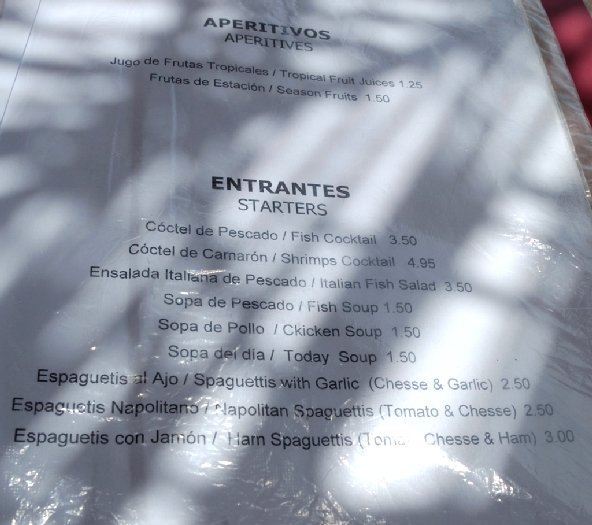 APERITIVOS
APERITIVES
Jugo de Frutas Tropicales / Tropical Fruit Juices 1.25
Frutas de Estación / Season Fruits 1.50
ENTRANTES
STARTERS
Cóctel de Pescado / Fish Cocktail 3.50
Cóctel de Camarón / Shrimps Cocktail 4.95
Ensalada Italiana de Pescado / Italian Fish Salad 3.50
Sopa de Pescado / Fish Soup 1.50
Sopa de Pollo / Ckicken Soup 1.50
Sopa del día / Today Soup 1.50
Espaguetis al Ajo / Spaguettis with Garlic (Chesse & Garlic) 2.50
Espaguetis Napolitano / Napolitan Spaguettis (Tomato & Chesse) 2.50
Espaguetis con Jamón / Ham Spaguettis ( Chesse & Ham) 3.00